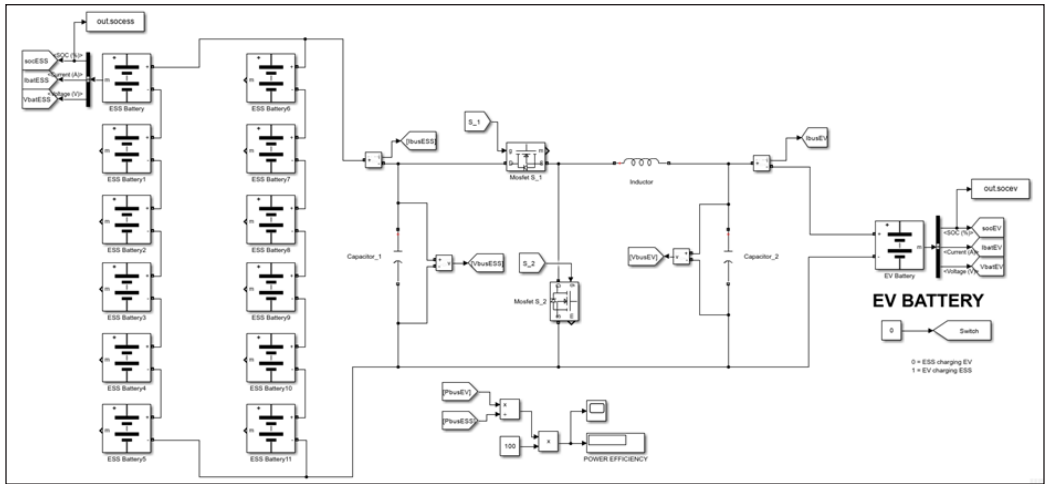 out.socess
<SOC (%)>
socESS
<Current (A)>
IbatESS
<Voltage (V)>
VbatESS
m
ESS Battery
ESS Battery1
ESS Battery2
ESS Battery3
ESS Battery4
ESS Battery5
ESS Battery6
ESS Battery7
ESS Battery8
ESS Battery9
ESS Battery10
ESS Battery11
[IbusESS]
S_1
Mosfet S_1
Inductor
IbusEV
Capacitor_1
[VbusESS]
S_2
Mosfet S_2
[VbusEV]
Capacitor_2
out.socev
EV Battery
m
socEV
<SOC (%)>
IbatEV
<Current (A)>
VbatEV
<Voltage (V)>
EV BATTERY
0
Switch
0 = ESS charging EV
1 = EV charging ESS
[PbusEV]
[PbusESS]
×
÷
100
×
POWER EFFICIENCY